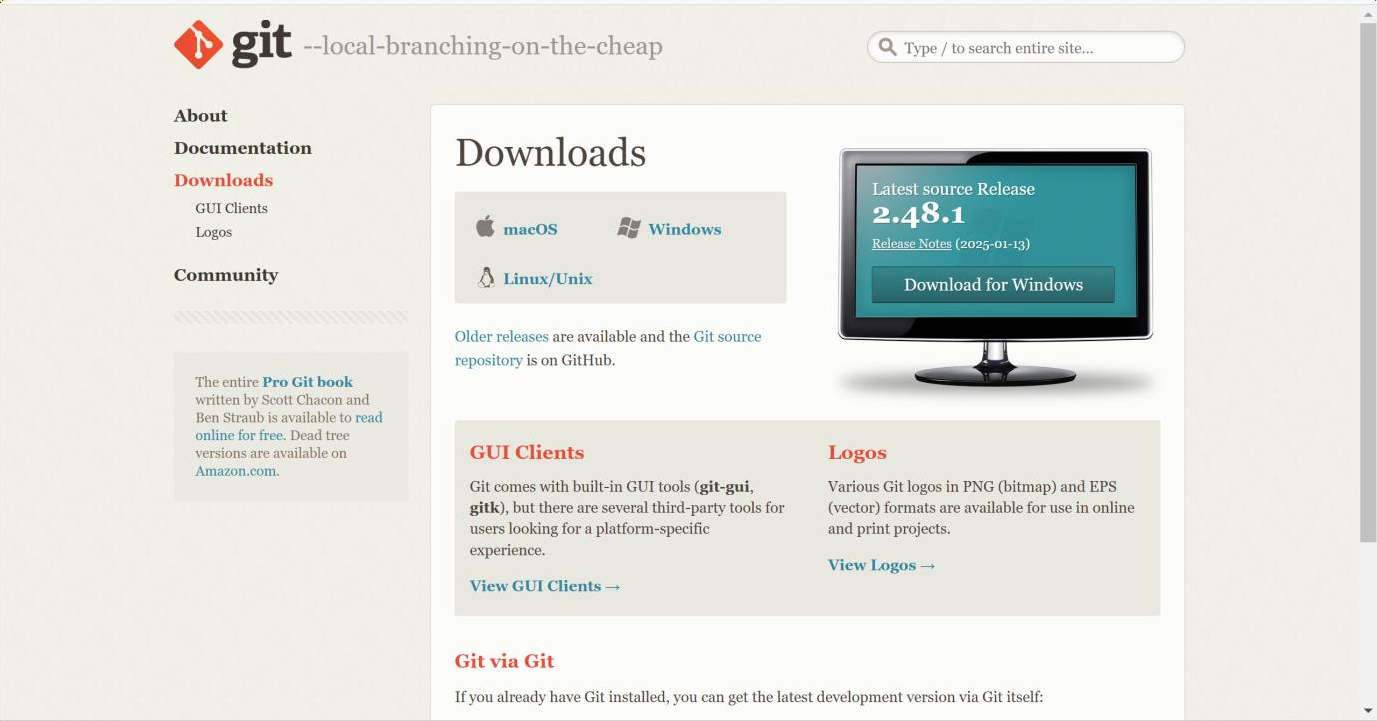 git --local-branching-on-the-cheap
Type / to search entire site...
About
Documentation
Downloads
GUI Clients
Logos
Community
The entire Pro Git book
written by Scott Chacon and
Ben Straub is available to read
online for free. Dead tree
versions are available on
Amazon.com.
Downloads
macOS
Windows
Linux/Unix
Older releases are available and the Git source
repository is on GitHub.
Latest source Release
2.48.1
Release Notes (2025-01-13)
Download for Windows
GUI Clients
Git comes with built-in GUI tools (git-gui,
gitk), but there are several third-party tools for
users looking for a platform-specific
experience.
View GUI Clients →
Logos
Various Git logos in PNG (bitmap) and EPS
(vector) formats are available for use in online
and print projects.
View Logos →
Git via Git
If you already have Git installed, you can get the latest development version via Git itself: